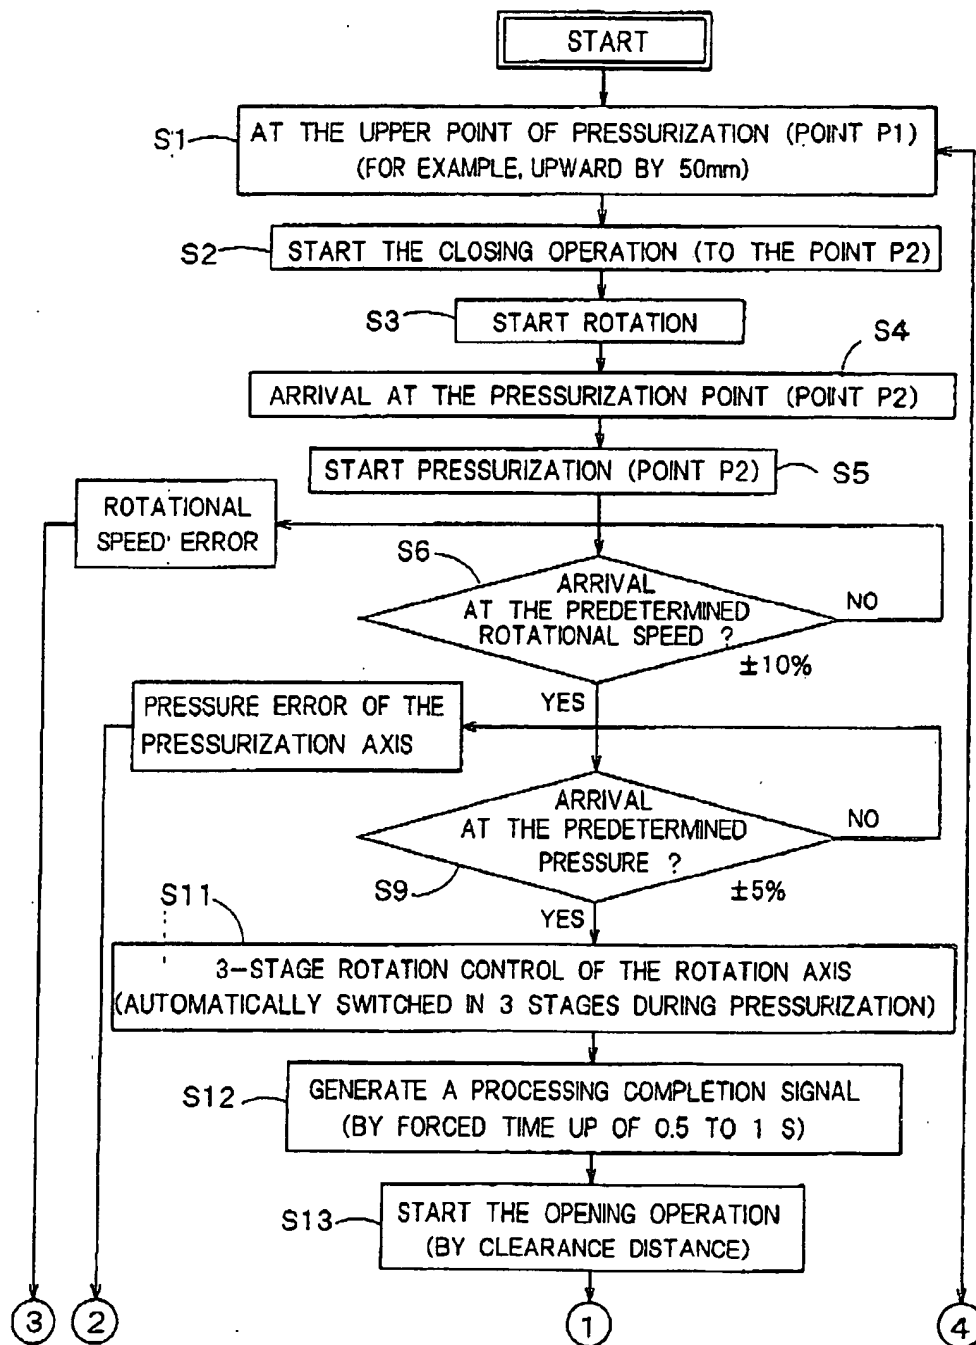 START
S1
AT THE UPPER POINT OF PRESSURIZATION (POINT P1)
(FOR EXAMPLE, UPWARD BY 50mm)
S2
START THE CLOSING OPERATION (TO THE POINT P2)
S3
START ROTATION
S4
ARRIVAL AT THE PRESSURIZATION POINT (POINT P2)
START PRESSURIZATION (POINT P2)
S5
ROTATIONAL
SPEED' ERROR
S6
ARRIVAL
AT THE PREDETERMINED
ROTATIONAL SPEED ?
NO
±10%
YES
PRESSURE ERROR OF THE
PRESSURIZATION AXIS
ARRIVAL
AT THE PREDETERMINED
PRESSURE ?
NO
S9
±5%
YES
S11
3-STAGE ROTATION CONTROL OF THE ROTATION AXIS
(AUTOMATICALLY SWITCHED IN 3 STAGES DURING PRESSURIZATION)
S12
GENERATE A PROCESSING COMPLETION SIGNAL
(BY FORCED TIME UP OF 0.5 TO 1 S)
S13
START THE OPENING OPERATION
(BY CLEARANCE DISTANCE)
3
2
1
4